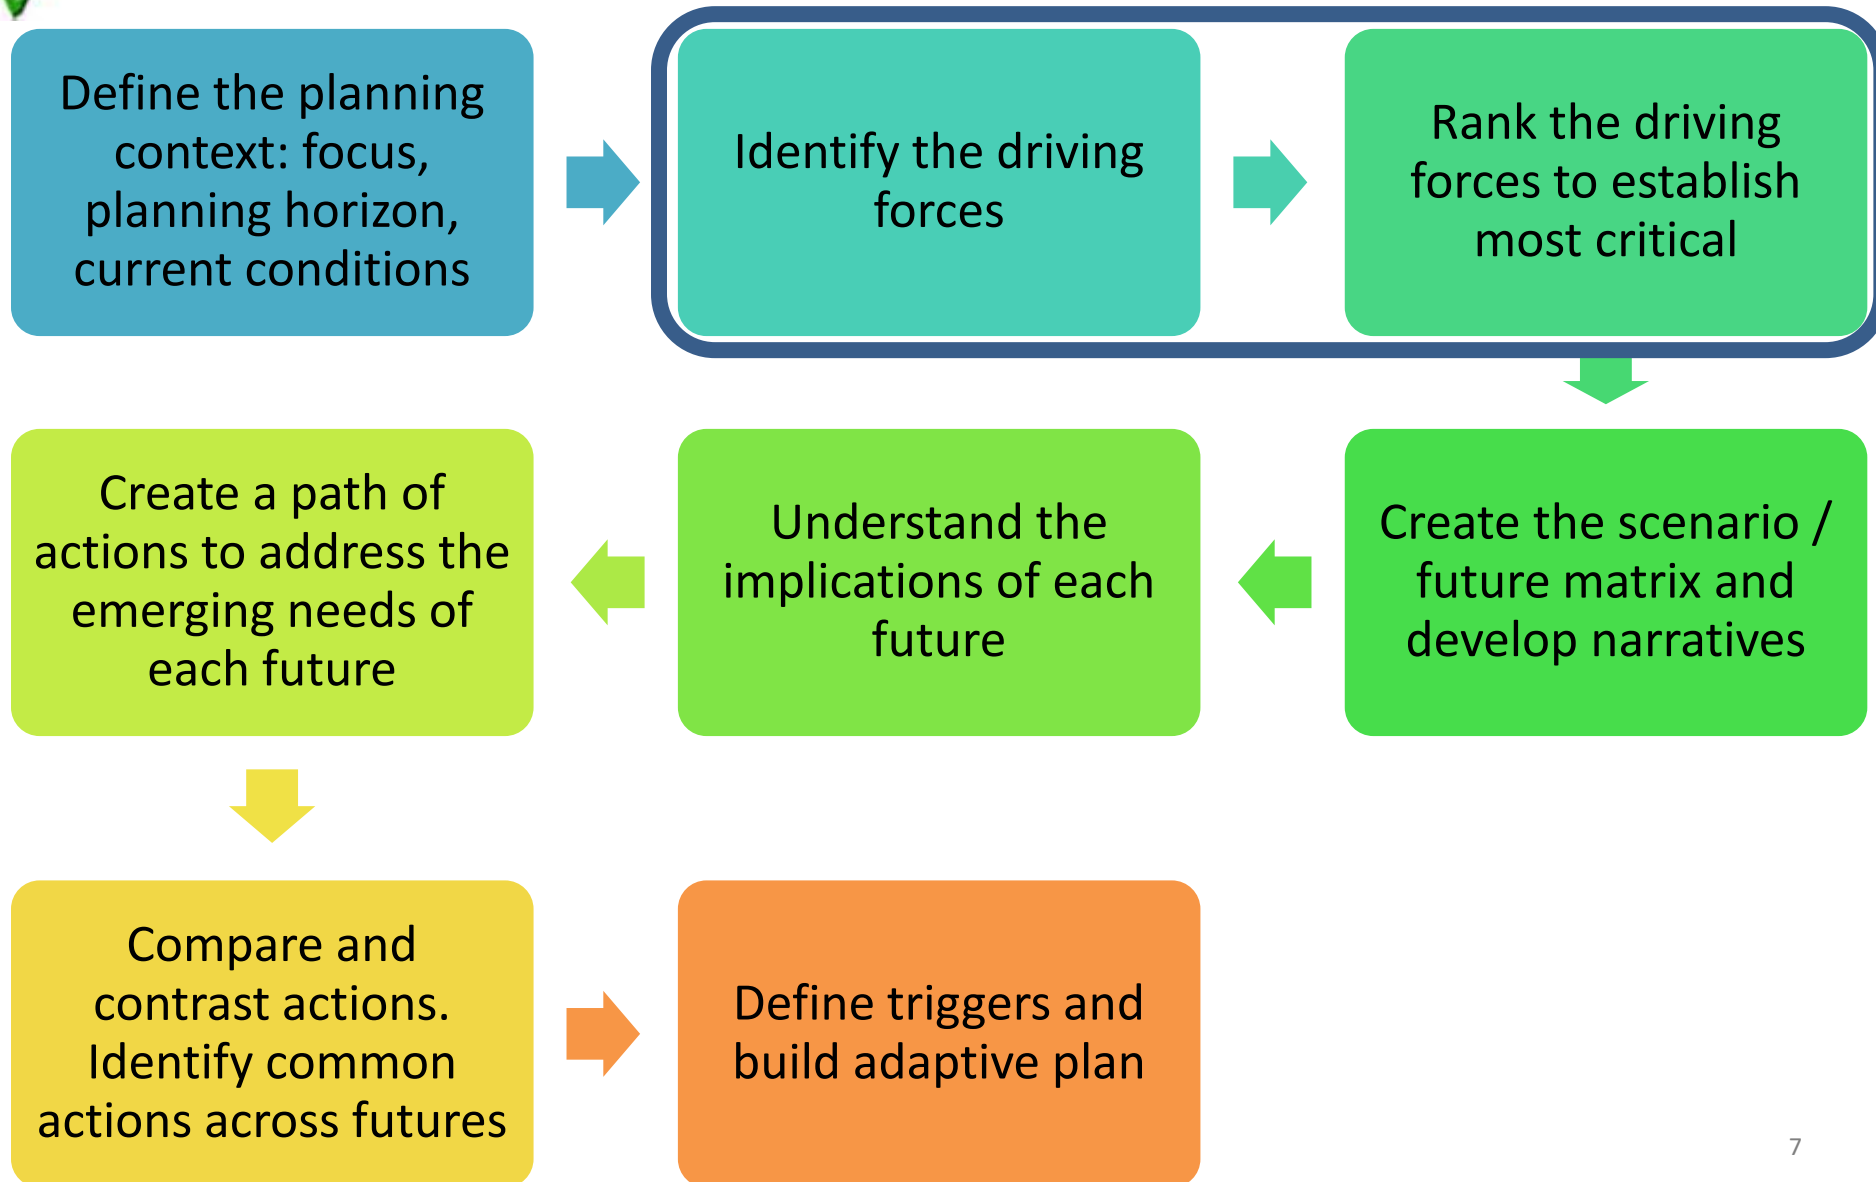 Define the planning
context: focus,
planning horizon,
current conditions
Identify the driving
forces
Rank the driving
forces to establish
most critical
Create the scenario /
future matrix and
develop narratives
Understand the
implications of each
future
Create a path of
actions to address the
emerging needs of
each future
Compare and
contrast actions.
Identify common
actions across futures
Define triggers and
build adaptive plan
7